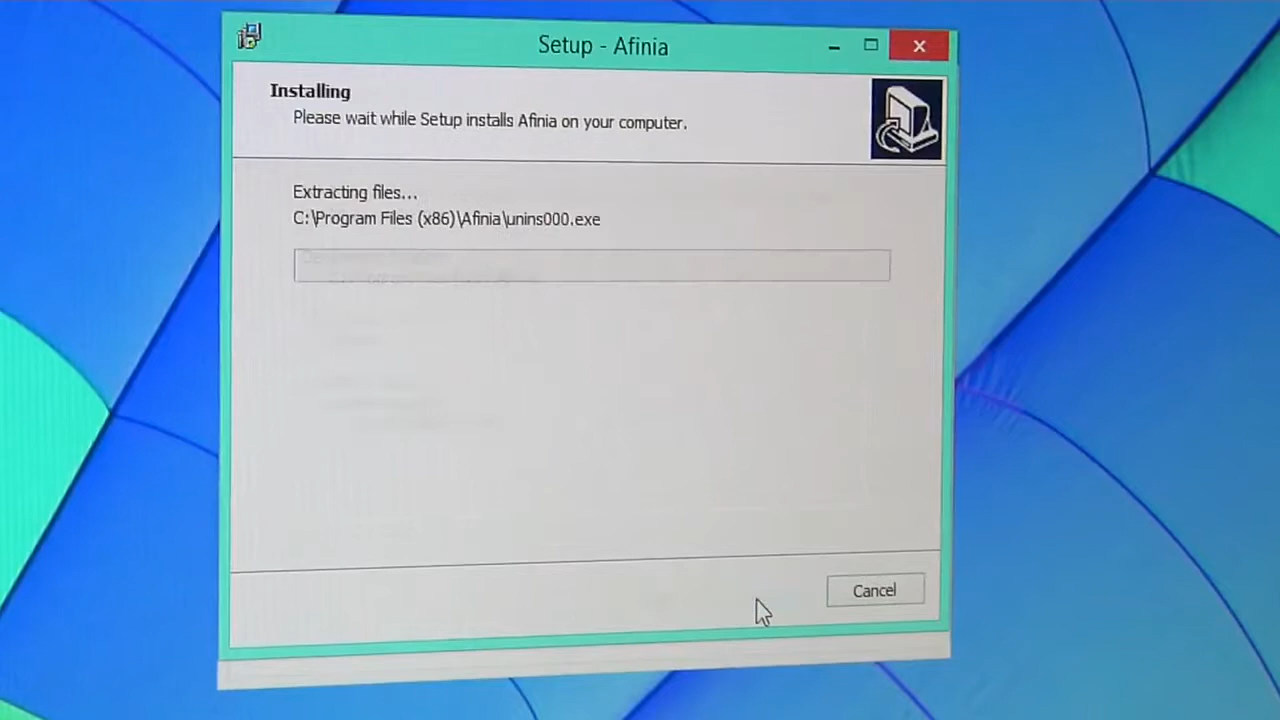 Setup - Afinia
Installing
Please wait while Setup installs Afinia on your computer.
Extracting files...
C:\Program Files (x86)\Afinia\unins000.exe
Cancel